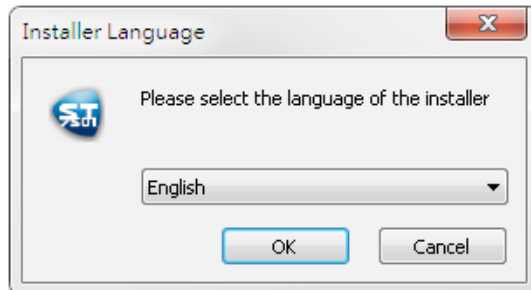 Installer Language
Please select the language of the installer
English
OK
Cancel